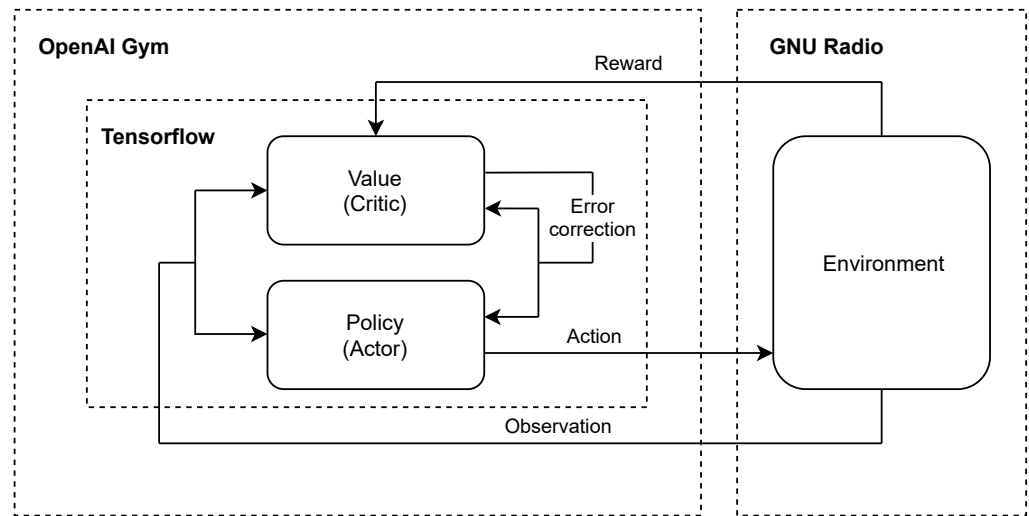 OpenAI Gym
GNU Radio
Reward
Tensorflow
Value
(Critic)
Error
correction
Environment
Policy
(Actor)
Action
Observation